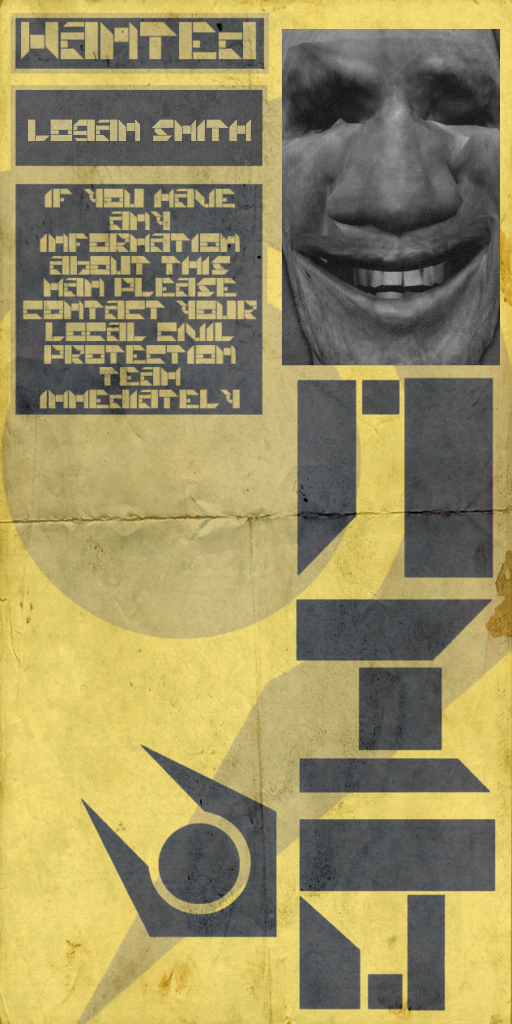 WANTED
LOGAN SMITH
IF YOU HAVE
ANY
INFORMATION
ABOUT THIS
MAN PLEASE
CONTACT YOUR
LOCAL CIVIL
PROTECTION
TEAM
IMMEDIATELY